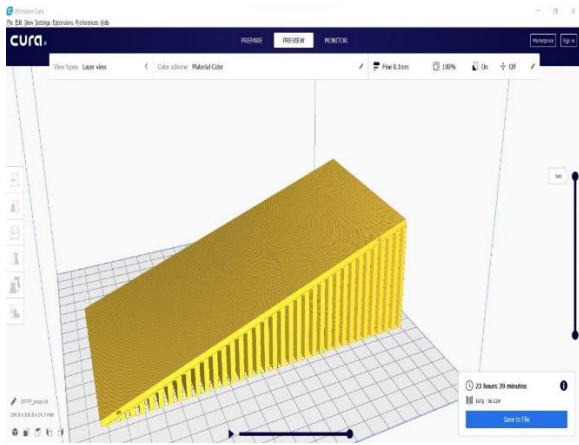 Ultimaker Cura
File Edit View Settings Extensions Preferences Help
cura.
PREPARE PREVIEW MONITOR
Marketplace Sign in
View types Layer view
Color scheme Material Color
Fine 0.1mm
100%
On
Off
23 hours 39 minutes
Save to File